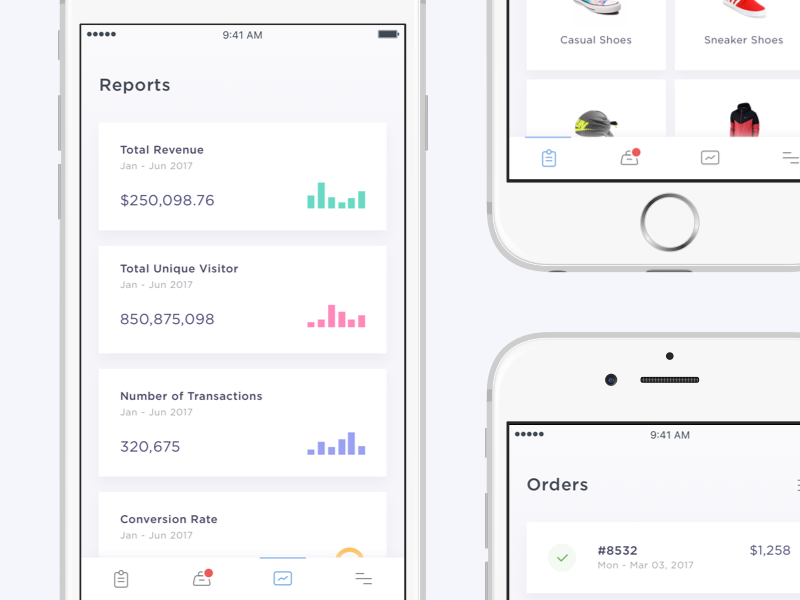 9:41 AM
Reports
Total Revenue
Jan - Jun 2017
$250,098.76
Total Unique Visitor
Jan - Jun 2017
850,875,098
Number of Transactions
Jan - Jun 2017
320,675
Conversion Rate
Jan - Jun 2017
Casual Shoes
Sneaker Shoes
9:41 AM
Orders
#8532
$1,258
Mon - Mar 03, 2017